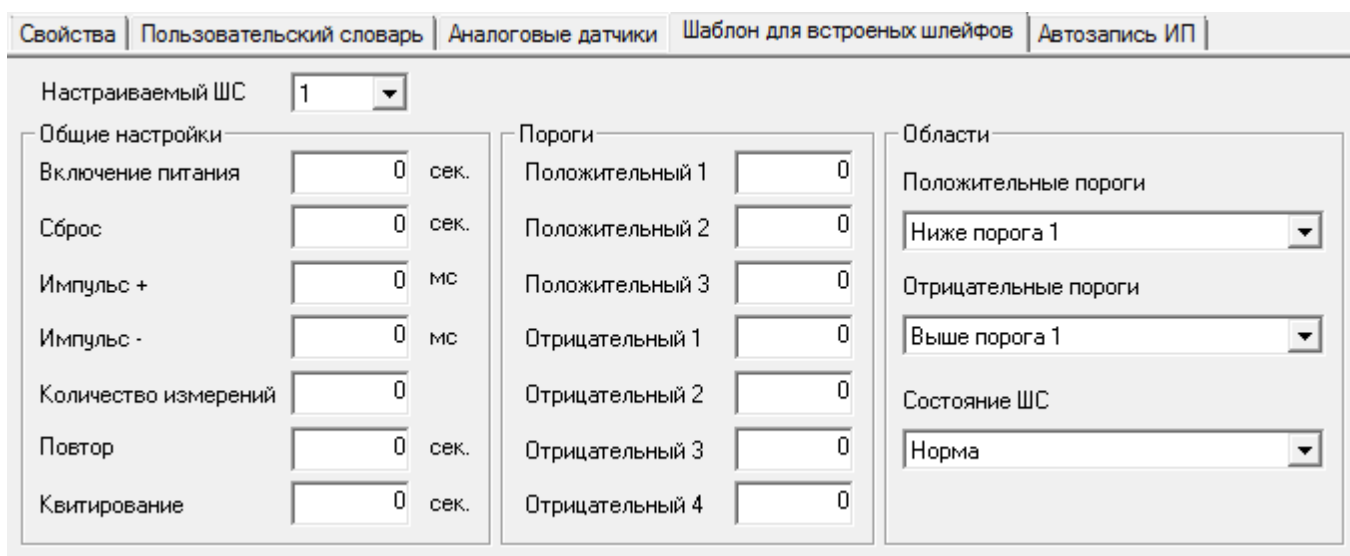 Свойства Пользовательский словарь Аналоговые датчики Шаблон для встроеных шлейфов Автозапись ИП
Настраиваемый ШС 1
Общие настройки
Включение питания 0 сек.
Сброс 0 сек.
Импульс + 0 мс
Импульс - 0 мс
Количество измерений 0
Повтор 0 сек.
Квитирование 0 сек.
Пороги
Положительный 1 0
Положительный 2 0
Положительный 3 0
Отрицательный 1 0
Отрицательный 2 0
Отрицательный 3 0
Отрицательный 4 0
Области
Положительные пороги
Ниже порога 1
Отрицательные пороги
Выше порога 1
Состояние ШС
Норма